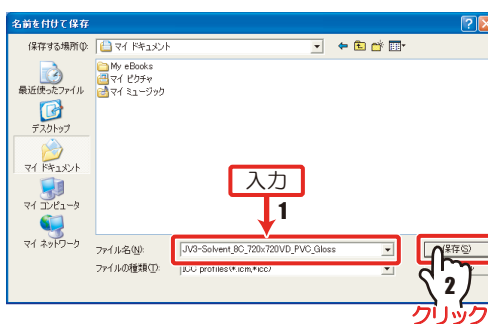 名前を付けて保存
保存する場所(I):
マイ ドキュメント
My eBooks
マイ ピクチャ
マイ ミュージック
最近使ったファイル
デスクトップ
マイ ドキュメント
マイ コンピュータ
マイ ネットワーク
入力
1
ファイル名(N):
JV3-Solvent_8C_720x720VD_PVC_Gloss
保存(S)
ファイルの種類(T):
ICC profiles(*.icm,*icc)
2
クリック